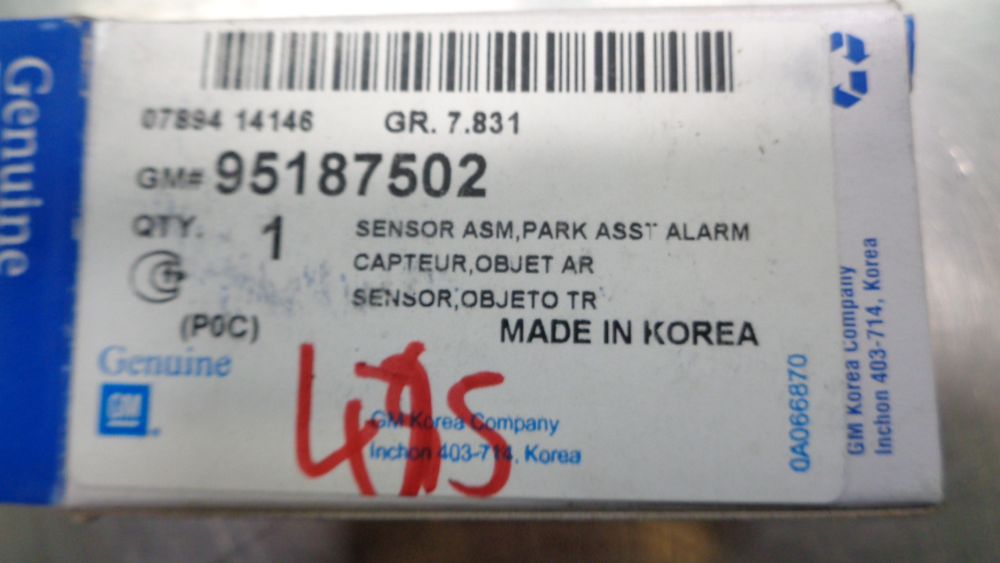 Genuine
07894 14146 GR. 7.831
GM# 95187502
QTY. 1 SENSOR ASM,PARK ASST ALARM
CAPTEUR,OBJET AR
SENSOR,OBJETO TR
(P0C) MADE IN KOREA
Genuine
GM
GM Korea Company
Inchon 403-714, Korea
0A066870
GM Korea Company
Inchon 403-714, Korea